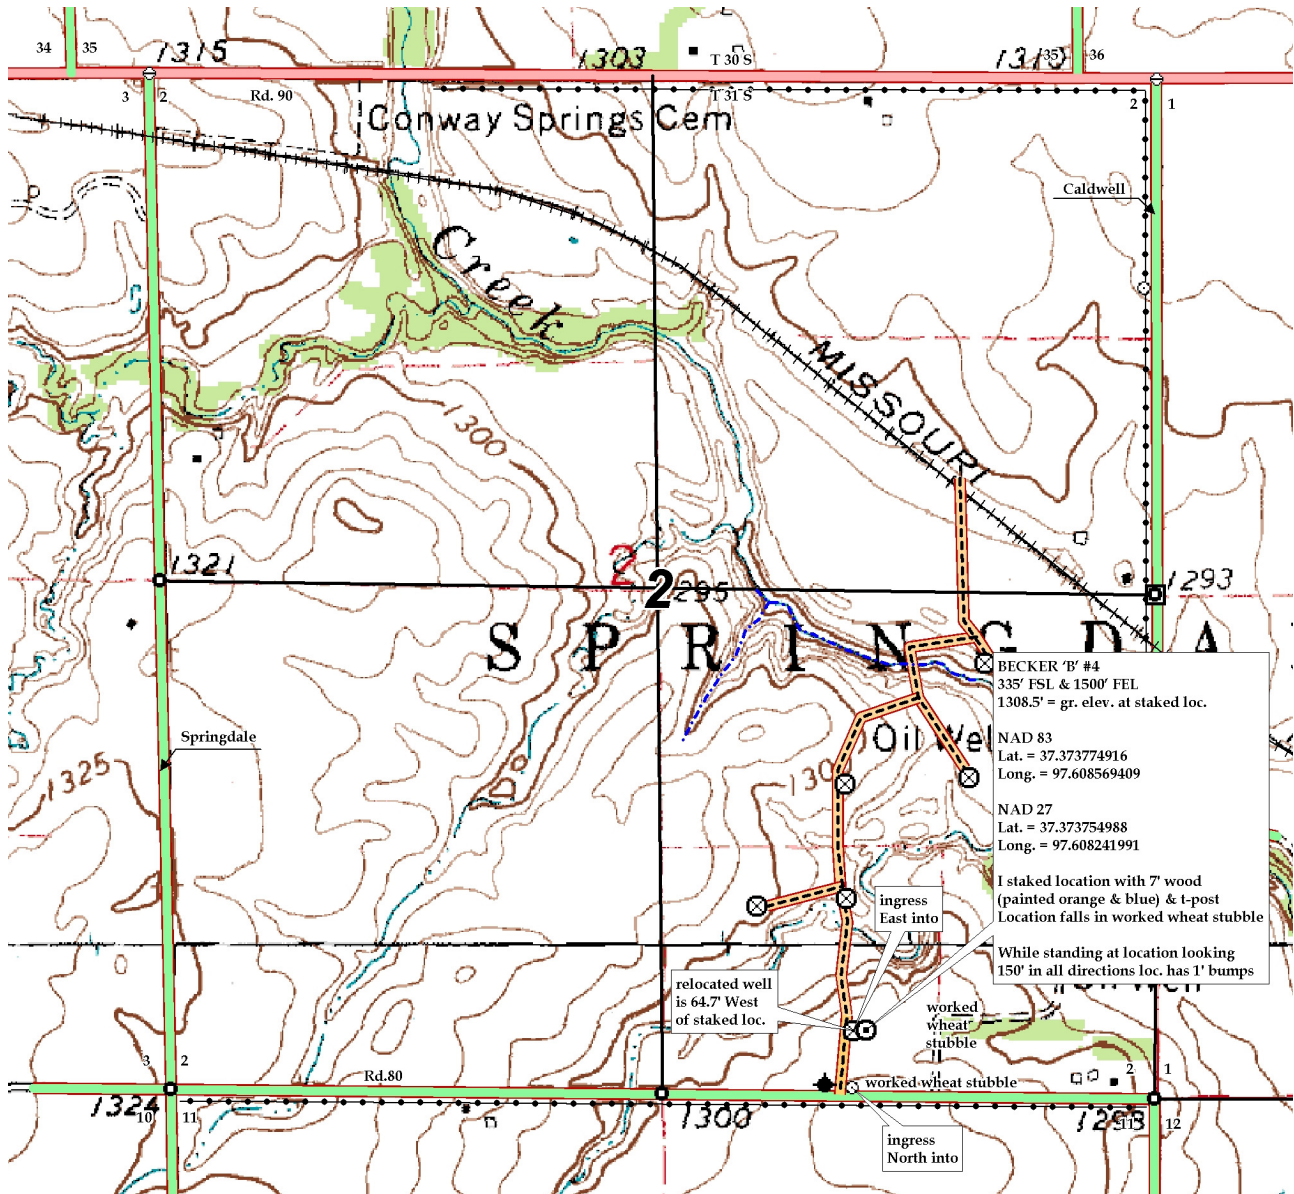 34
35
1315
1303
T 30 S
1313
35
36
3
2
Rd. 90
T 31 S
2
1
Conway Springs Cem
Caldwell
Creek
MISSOURI
1300
1321
2
2
1295
1293
S P R I N G D A
BECKER 'B' #4
335' FSL & 1500' FEL
1308.5' = gr. elev. at staked loc.
NAD 83
Lat. = 37.373774916
Long. = 97.608569409
NAD 27
Lat. = 37.373754988
Long. = 97.608241991
I staked location with 7' wood
(painted orange & blue) & t-post
Location falls in worked wheat stubble
While standing at location looking
150' in all directions loc. has 1' bumps
Springdale
Oil Wel
130
1325
ingress
East into
relocated well
is 64.7' West
of staked loc.
worked
wheat
stubble
3
2
Rd.80
worked wheat stubble
2
1
1324
10
11
1300
1293
11
12
ingress
North into